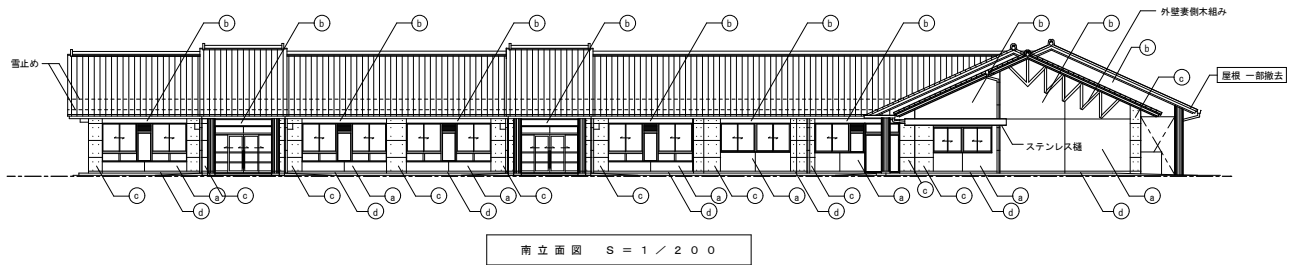 b b b b b b b b b 外壁妻側木組み
b
雪止め
c
屋根 一部撤去
ステンレス樋
c a c a c a c a c a c a c a c c a a
d d d d d d d
南立面図 S=1/200